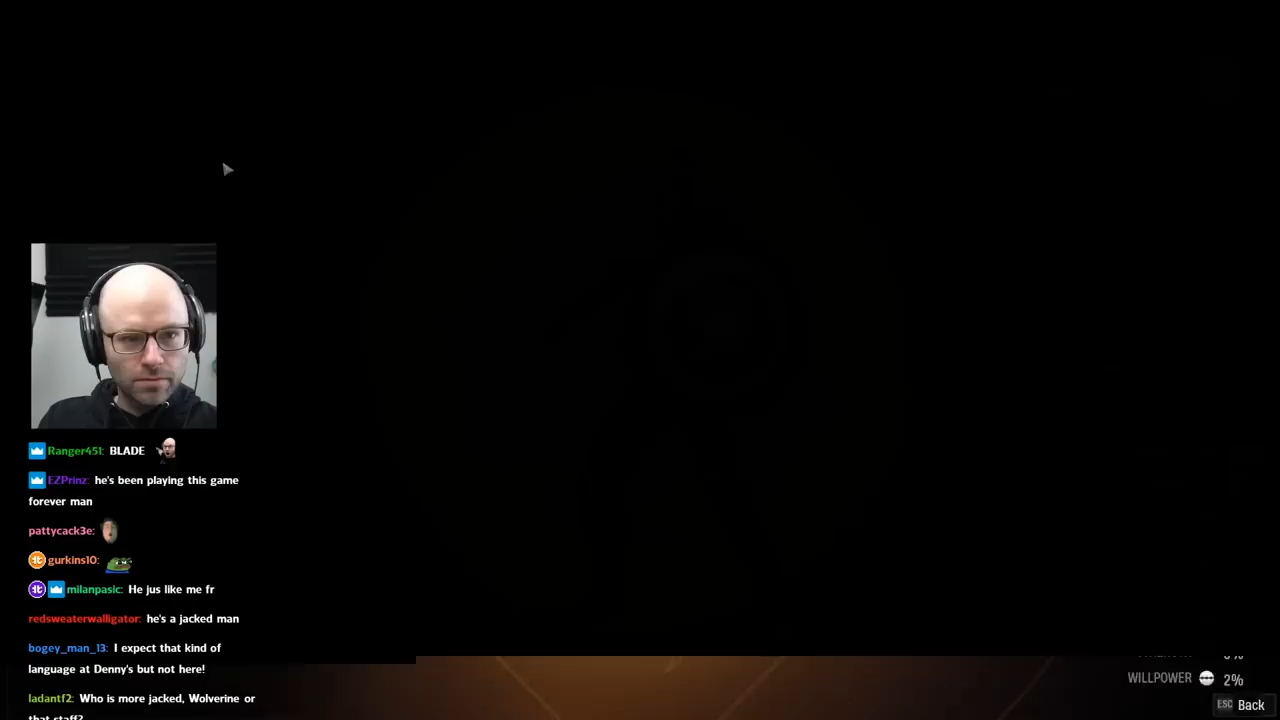 Ranger451: BLADE
EZPrinz: he's been playing this game
forever man
pattycack3e:
gurkins10:
milanpasic: He jus like me fr
redsweaterwalligator: he's a jacked man
bogey_man_13: I expect that kind of
language at Denny's but not here!
ladantf2: Who is more jacked, Wolverine or
that staff?
WILLPOWER 2%
ESC Back